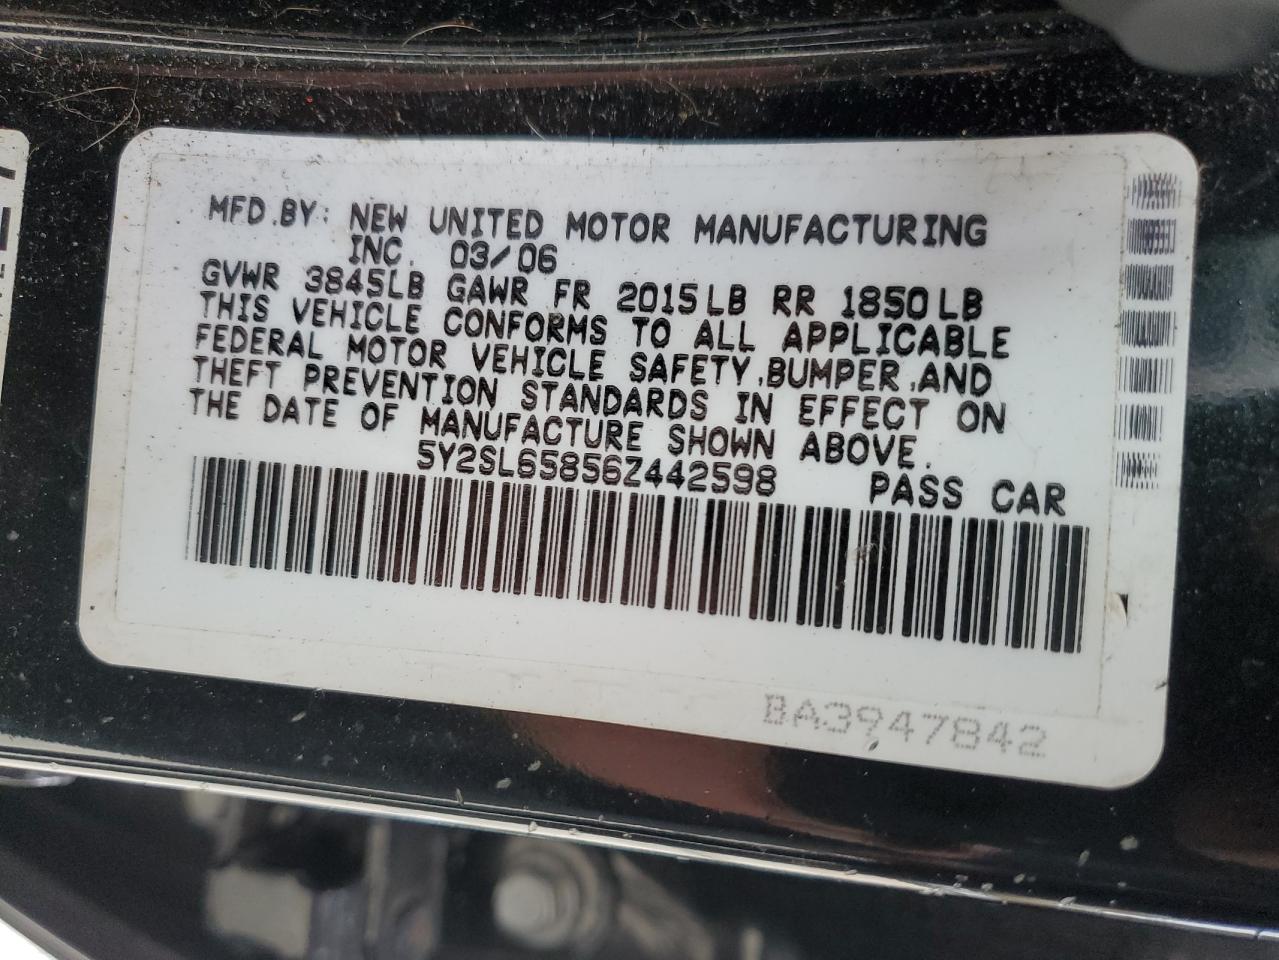 MFD.BY: NEW UNITED MOTOR MANUFACTURING
INC. 03/06
GVWR 3845LB GAWR FR 2015LB RR 1850LB
THIS VEHICLE CONFORMS TO ALL APPLICABLE
FEDERAL MOTOR VEHICLE SAFETY,BUMPER,AND
THEFT PREVENTION STANDARDS IN EFFECT ON
THE DATE OF MANUFACTURE SHOWN ABOVE.
5Y2SL65856Z442598 PASS CAR
BA3947842